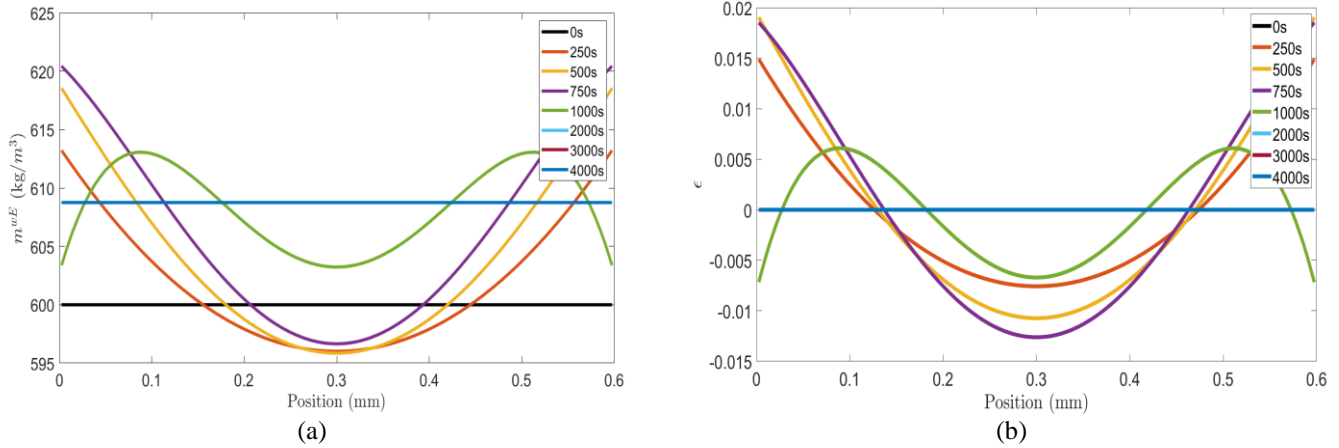 625
620
615
610
605
600
595
m^{wE} (kg/m^3)
0 0.1 0.2 0.3 0.4 0.5 0.6
Position (mm)
0s
250s
500s
750s
1000s
2000s
3000s
4000s
(a)
0.02
0.015
0.01
0.005
0
-0.005
-0.01
-0.015
ϵ
0 0.1 0.2 0.3 0.4 0.5 0.6
Position (mm)
0s
250s
500s
750s
1000s
2000s
3000s
4000s
(b)